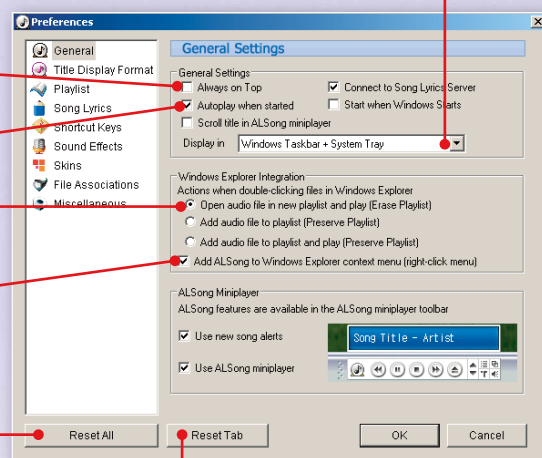 Preferences
General
Title Display Format
Playlist
Song Lyrics
Shortcut Keys
Sound Effects
Skins
File Associations
Miscellaneous
General Settings
General Settings
Always on Top
Connect to Song Lyrics Server
Autoplay when started
Start when Windows Starts
Scroll title in ALSong miniplayer
Display in
Windows Taskbar + System Tray
Windows Explorer Integration
Actions when double-clicking files in Windows Explorer
Open audio file in new playlist and play (Erase Playlist)
Add audio file to playlist (Preserve Playlist)
Add audio file to playlist and play (Preserve Playlist)
Add ALSong to Windows Explorer context menu (right-click menu)
ALSong Miniplayer
ALSong features are available in the ALSong miniplayer toolbar
Use new song alerts
Song Title - Artist
Use ALSong miniplayer
Reset All
Reset Tab
OK
Cancel